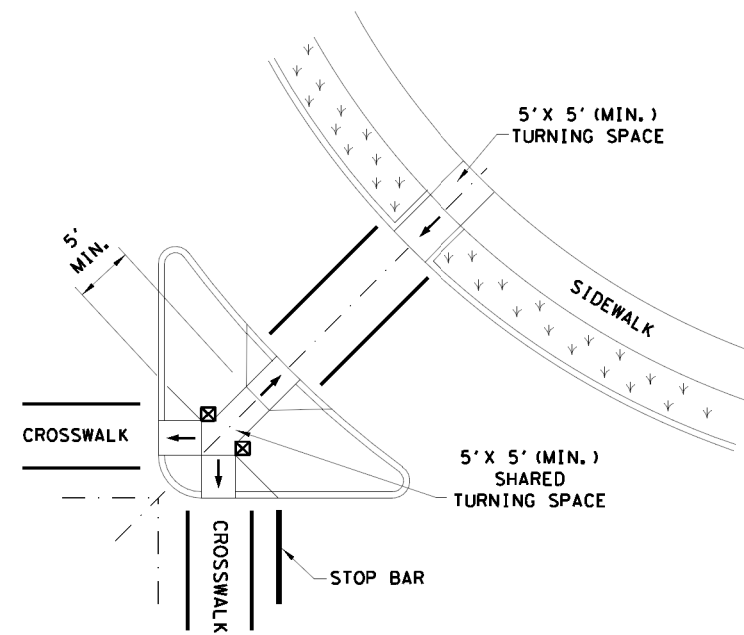 5' X 5' (MIN.)
TURNING SPACE
5'
MIN.
SIDEWALK
CROSSWALK
5' X 5' (MIN.)
SHARED
TURNING SPACE
CROSSWALK
STOP BAR